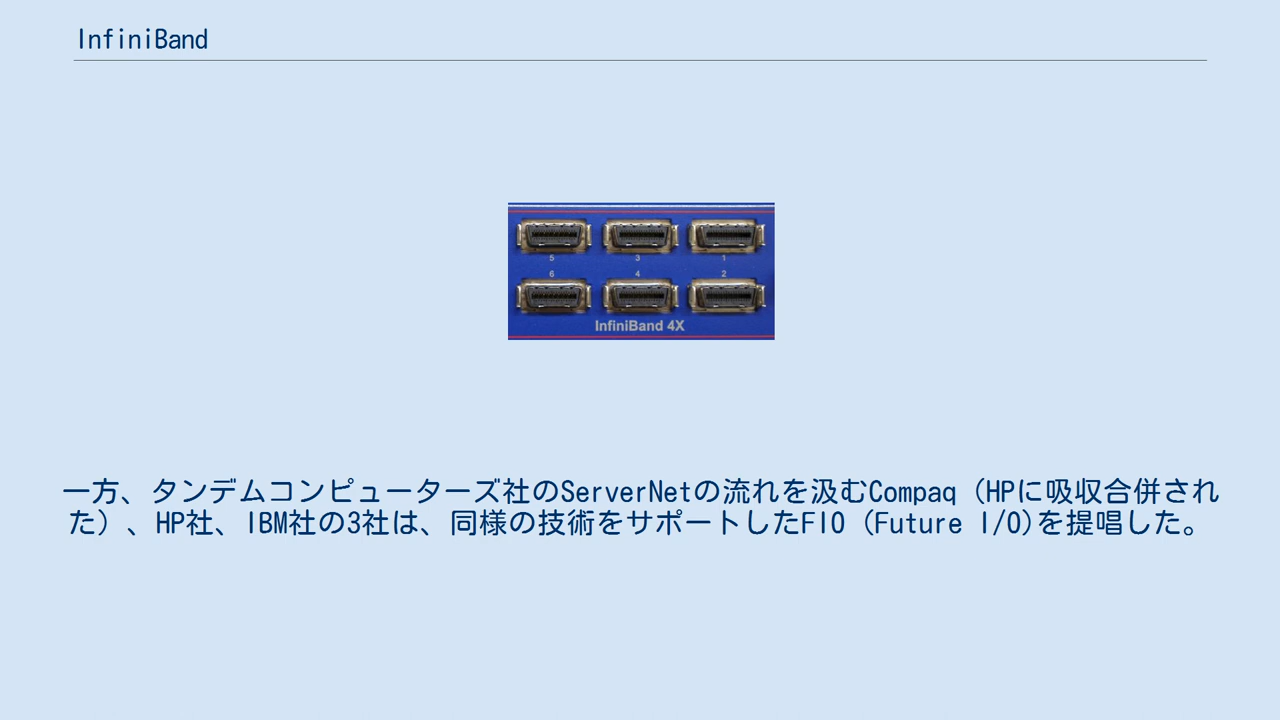 InfiniBand
5 3 1
6 4 2
InfiniBand 4X
一方、タンデムコンピューターズ社のServerNetの流れを汲むCompaq (HPに吸収合併され
た) 、HP社、IBM社の3社は、同様の技術をサポートしたFIO (Future I/O)を提唱した。